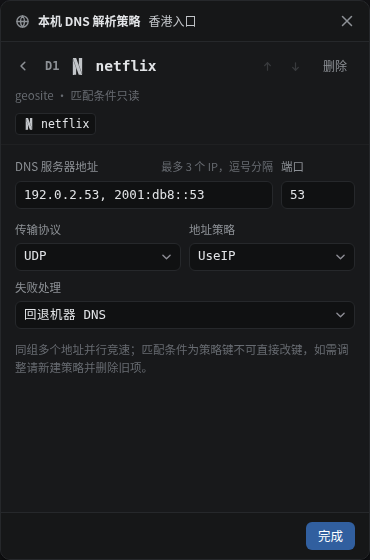 本机 DNS 解析策略 香港入口
D1 netflix ↑ ↓ 删除
geosite • 匹配条件只读
netflix
DNS 服务器地址 最多 3 个 IP，逗号分隔 端口
192.0.2.53, 2001:db8::53 53
传输协议 地址策略
UDP UseIP
失败处理
回退机器 DNS
同组多个地址并行竞速；匹配条件为策略键不可直接改键，如需调
整请新建策略并删除旧项。
完成